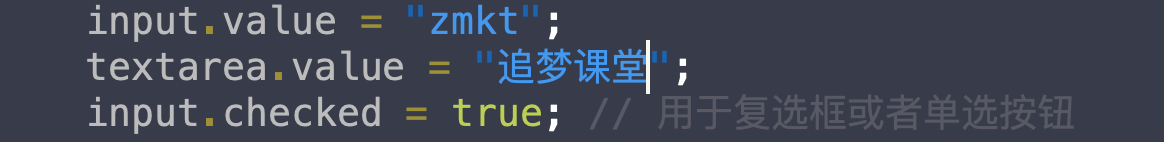 input.value = "zmkt";
textarea.value = "追梦课堂";
input.checked = true; // 用于复选框或者单选按钮